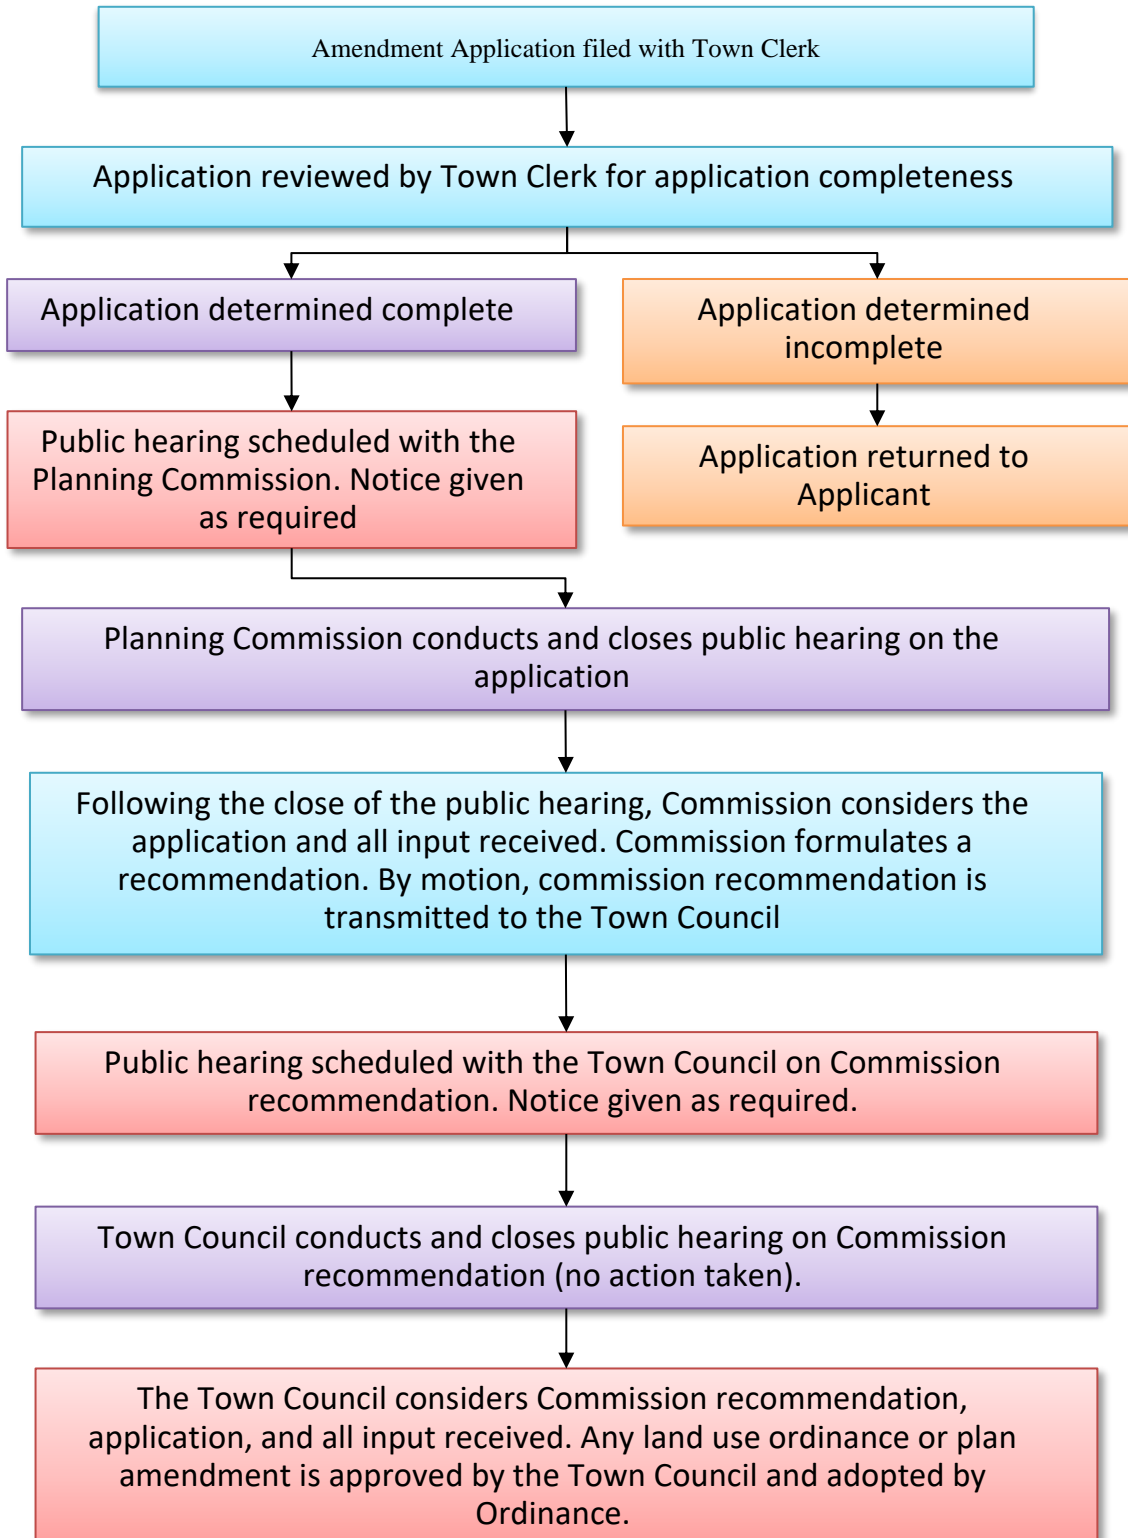 Amendment Application filed with Town Clerk
Application reviewed by Town Clerk for application completeness
Application determined complete
Application determined
incomplete
Public hearing scheduled with the
Planning Commission. Notice given
as required
Application returned to
Applicant
Planning Commission conducts and closes public hearing on the
application
Following the close of the public hearing, Commission considers the
application and all input received. Commission formulates a
recommendation. By motion, commission recommendation is
transmitted to the Town Council
Public hearing scheduled with the Town Council on Commission
recommendation. Notice given as required.
Town Council conducts and closes public hearing on Commission
recommendation (no action taken).
The Town Council considers Commission recommendation,
application, and all input received. Any land use ordinance or plan
amendment is approved by the Town Council and adopted by
Ordinance.